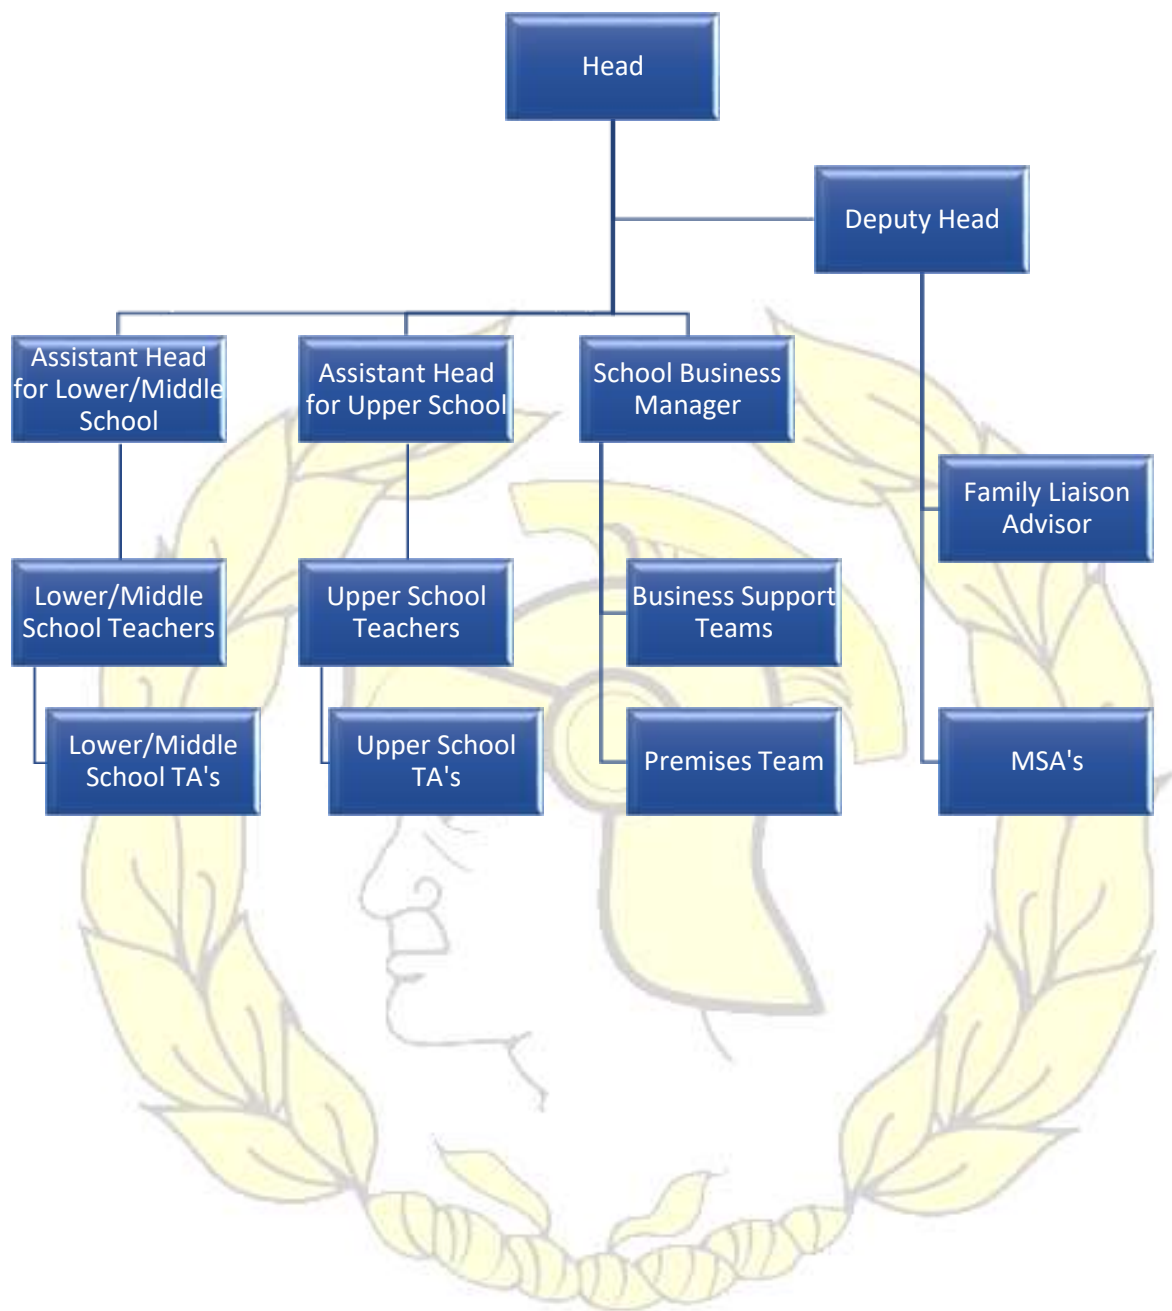 Head
Deputy Head
Assistant Head
for Lower/Middle
School
Assistant Head
for Upper School
School Business
Manager
Family Liaison
Advisor
Lower/Middle
School Teachers
Upper School
Teachers
Business Support
Teams
Lower/Middle
School TA's
Upper School
TA's
Premises Team
MSA's